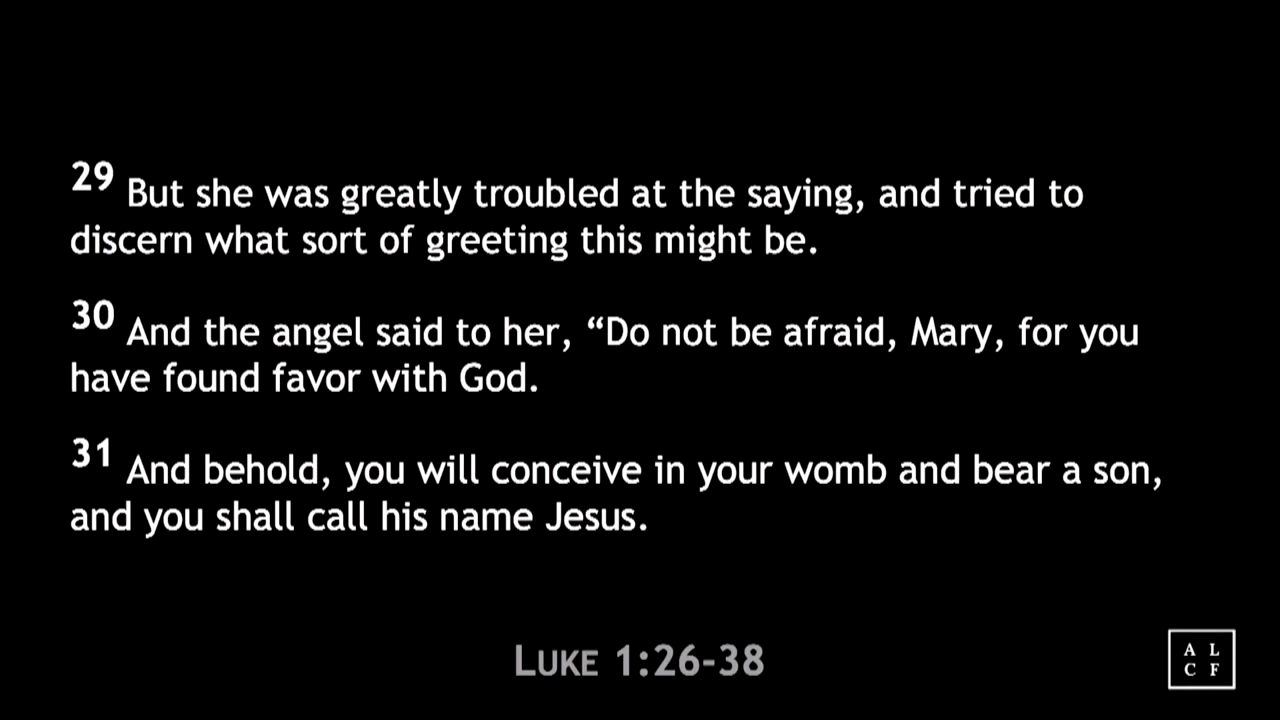 29 But she was greatly troubled at the saying, and tried to
discern what sort of greeting this might be.
30 And the angel said to her, “Do not be afraid, Mary, for you
have found favor with God.
31 And behold, you will conceive in your womb and bear a son,
and you shall call his name Jesus.
LUKE 1:26-38
A L
C F